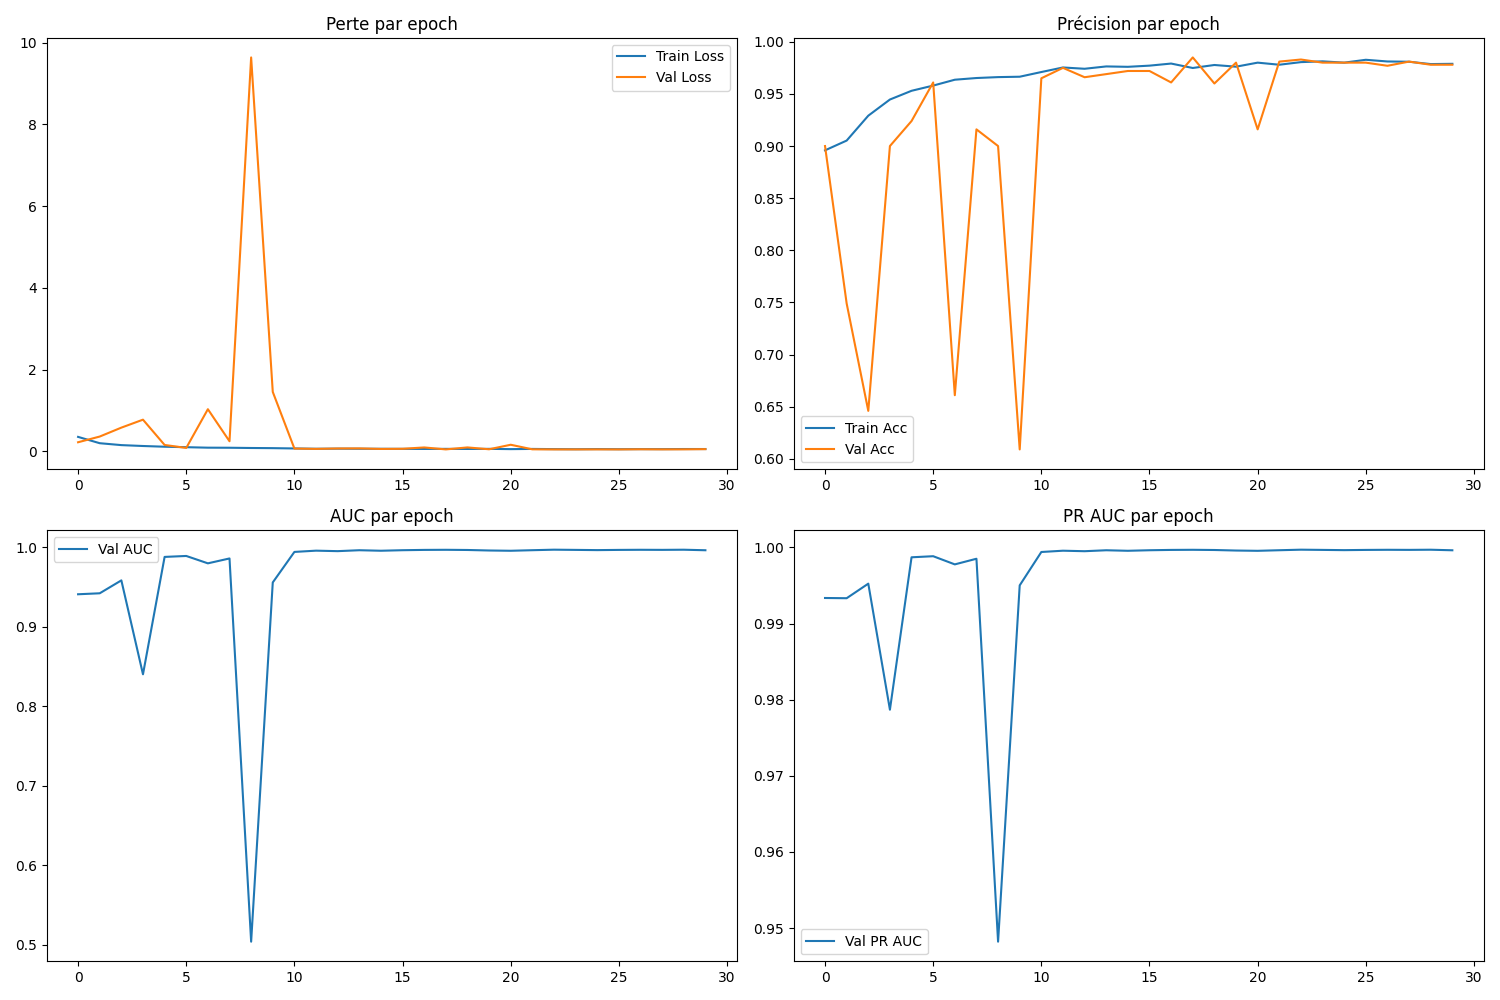 Perte par epoch
10
8
6
4
2
0
0 5 10 15 20 25 30
Train Loss
Val Loss
Précision par epoch
1.00
0.95
0.90
0.85
0.80
0.75
0.70
0.65
0.60
0 5 10 15 20 25 30
Train Acc
Val Acc
AUC par epoch
1.0
0.9
0.8
0.7
0.6
0.5
0 5 10 15 20 25 30
Val AUC
PR AUC par epoch
1.00
0.99
0.98
0.97
0.96
0.95
0 5 10 15 20 25 30
Val PR AUC